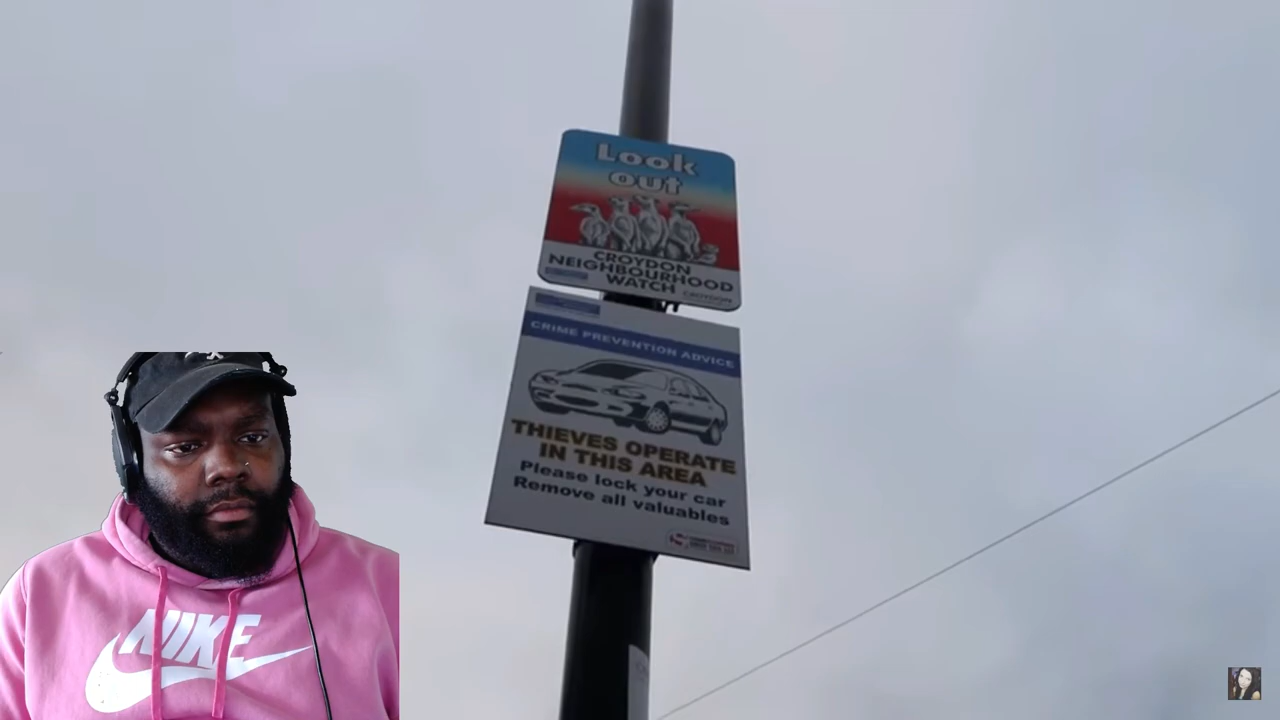 Look
out
CROYDON
NEIGHBOURHOOD
WATCH
CROYDON
CRIME PREVENTION ADVICE
THIEVES OPERATE
IN THIS AREA
Please lock your car
Remove all valuables
NIKE